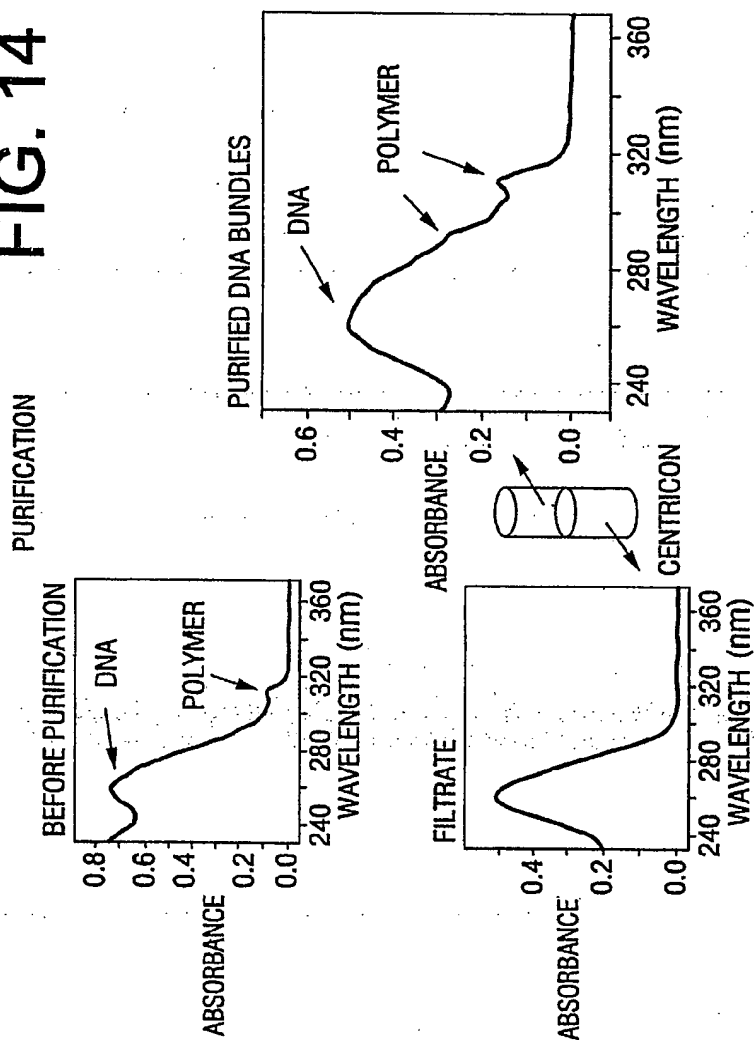 FIG. 14
PURIFICATION
BEFORE PURIFICATION
DNA
POLYMER
ABSORBANCE
0.8
0.6
0.4
0.2
0.0
240 280 320 360
WAVELENGTH (nm)
PURIFIED DNA BUNDLES
DNA
POLYMER
ABSORBANCE
0.6
0.4
0.2
0.0
240 280 320 360
WAVELENGTH (nm)
FILTRATE
ABSORBANCE
0.4
0.2
0.0
240 280 320 360
WAVELENGTH (nm)
CENTRICON